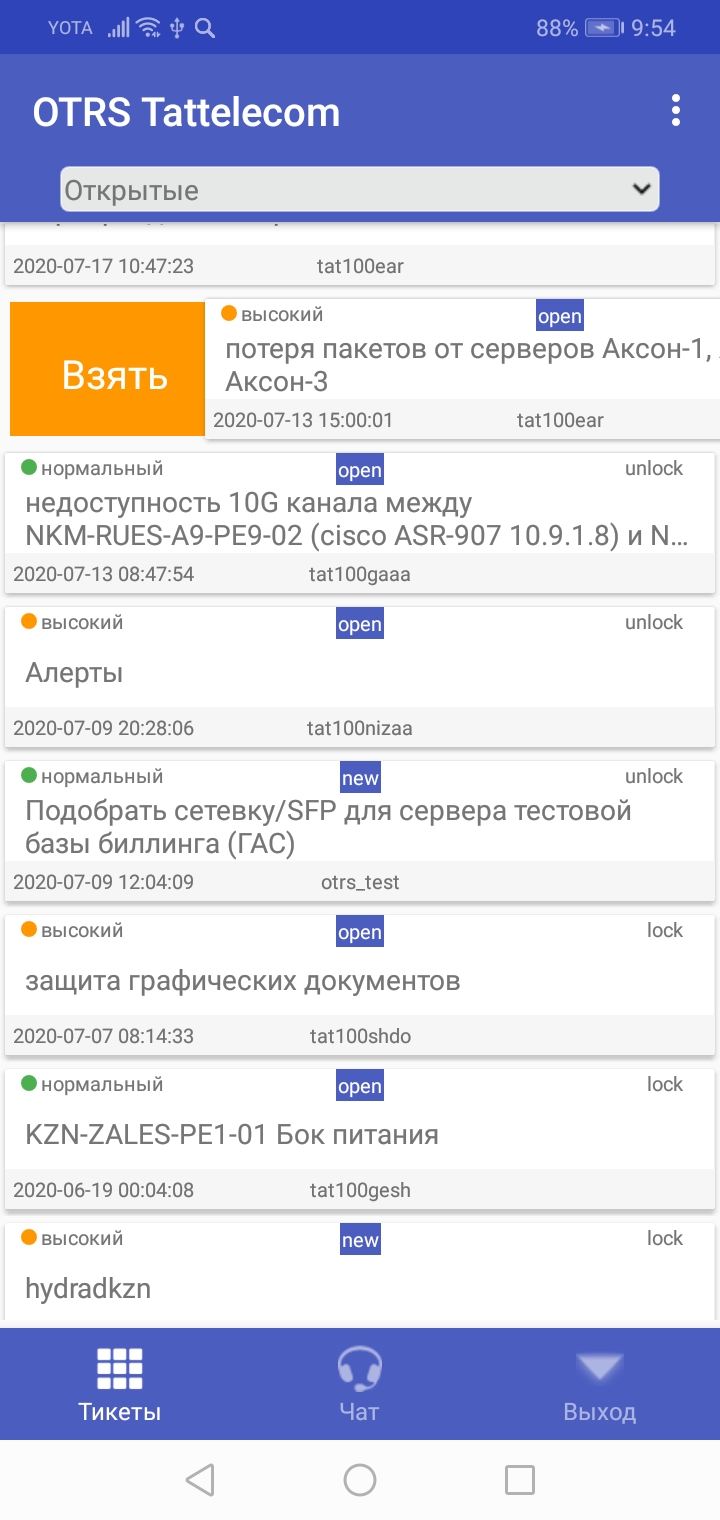 YOTA 88% 9:54
OTRS Tattelecom
Открытые
2020-07-17 10:47:23 tat100ear
Взять
высокий open
потеря пакетов от серверов Аксон-1,
Аксон-3
2020-07-13 15:00:01 tat100ear
нормальный open unlock
недоступность 10G канала между
NKM-RUES-A9-PE9-02 (cisco ASR-907 10.9.1.8) и N...
2020-07-13 08:47:54 tat100gaaa
высокий open unlock
Алерты
2020-07-09 20:28:06 tat100nizaa
нормальный new unlock
Подобрать сетевку/SFP для сервера тестовой
базы биллинга (ГАС)
2020-07-09 12:04:09 otrs_test
высокий open lock
защита графических документов
2020-07-07 08:14:33 tat100shdo
нормальный open lock
KZN-ZALES-PE1-01 Бок питания
2020-06-19 00:04:08 tat100gesh
высокий new lock
hydradkzn
Тикеты Чат Выход